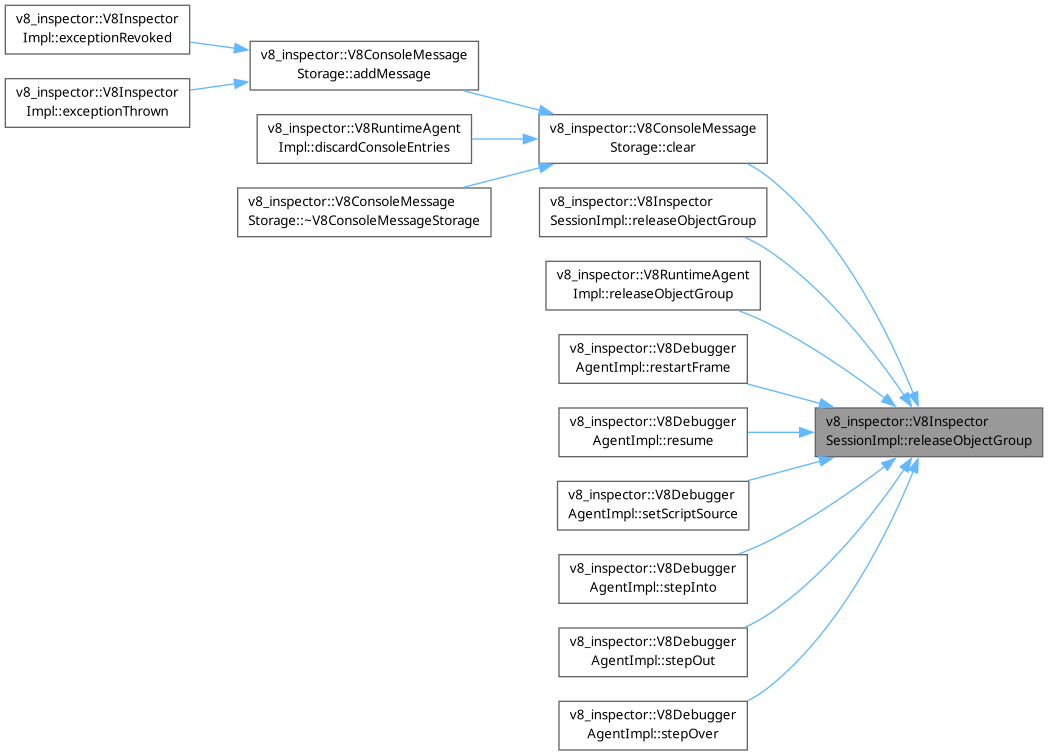 v8_inspector::V8Inspector
Impl::exceptionRevoked
v8_inspector::V8Inspector
Impl::exceptionThrown
v8_inspector::V8ConsoleMessage
Storage::addMessage
v8_inspector::V8RuntimeAgent
Impl::discardConsoleEntries
v8_inspector::V8ConsoleMessage
Storage::~V8ConsoleMessageStorage
v8_inspector::V8ConsoleMessage
Storage::clear
v8_inspector::V8Inspector
SessionImpl::releaseObjectGroup
v8_inspector::V8RuntimeAgent
Impl::releaseObjectGroup
v8_inspector::V8Debugger
AgentImpl::restartFrame
v8_inspector::V8Debugger
AgentImpl::resume
v8_inspector::V8Debugger
AgentImpl::setScriptSource
v8_inspector::V8Debugger
AgentImpl::stepInto
v8_inspector::V8Debugger
AgentImpl::stepOut
v8_inspector::V8Debugger
AgentImpl::stepOver
v8_inspector::V8Inspector
SessionImpl::releaseObjectGroup